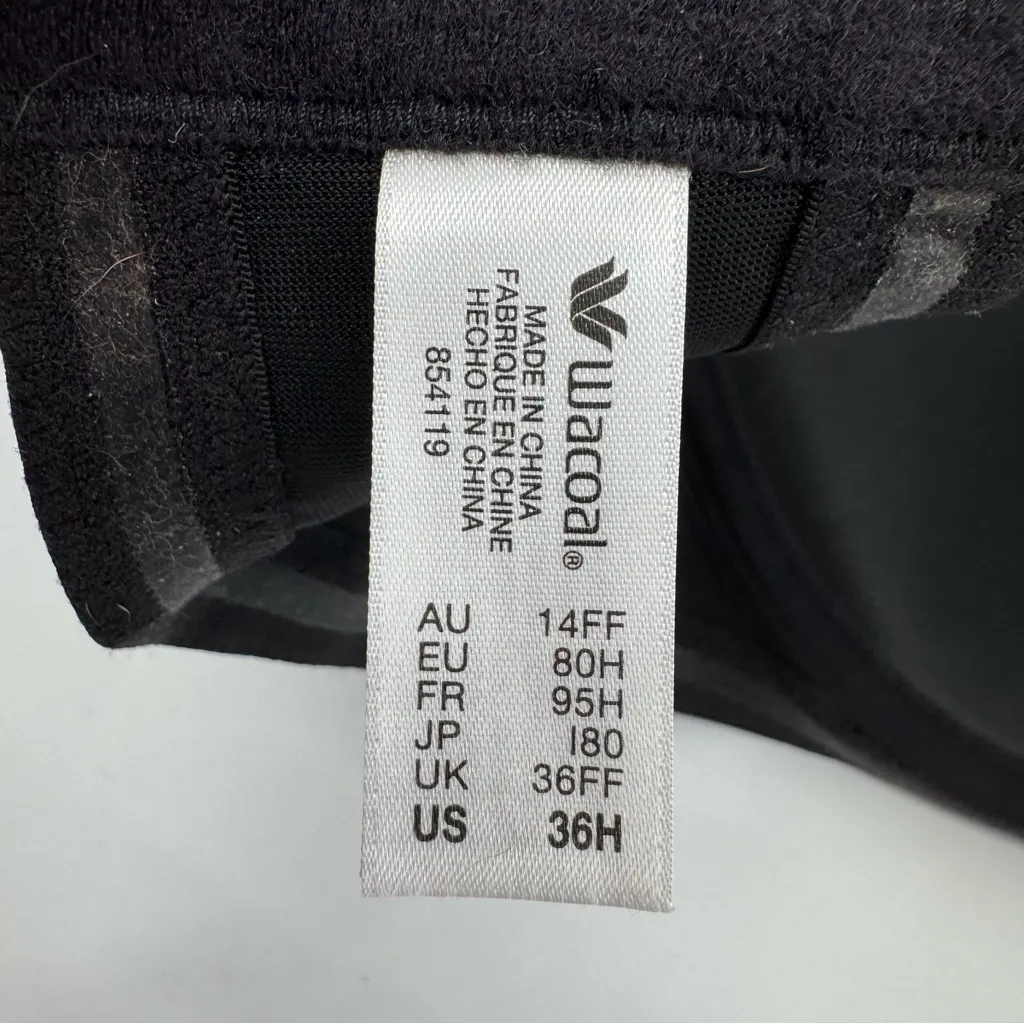 wacoal®
MADE IN CHINA
FABRIQUE EN CHINE
HECHO EN CHINA
854119
AU 14FF
EU 80H
FR 95H
JP I80
UK 36FF
US 36H